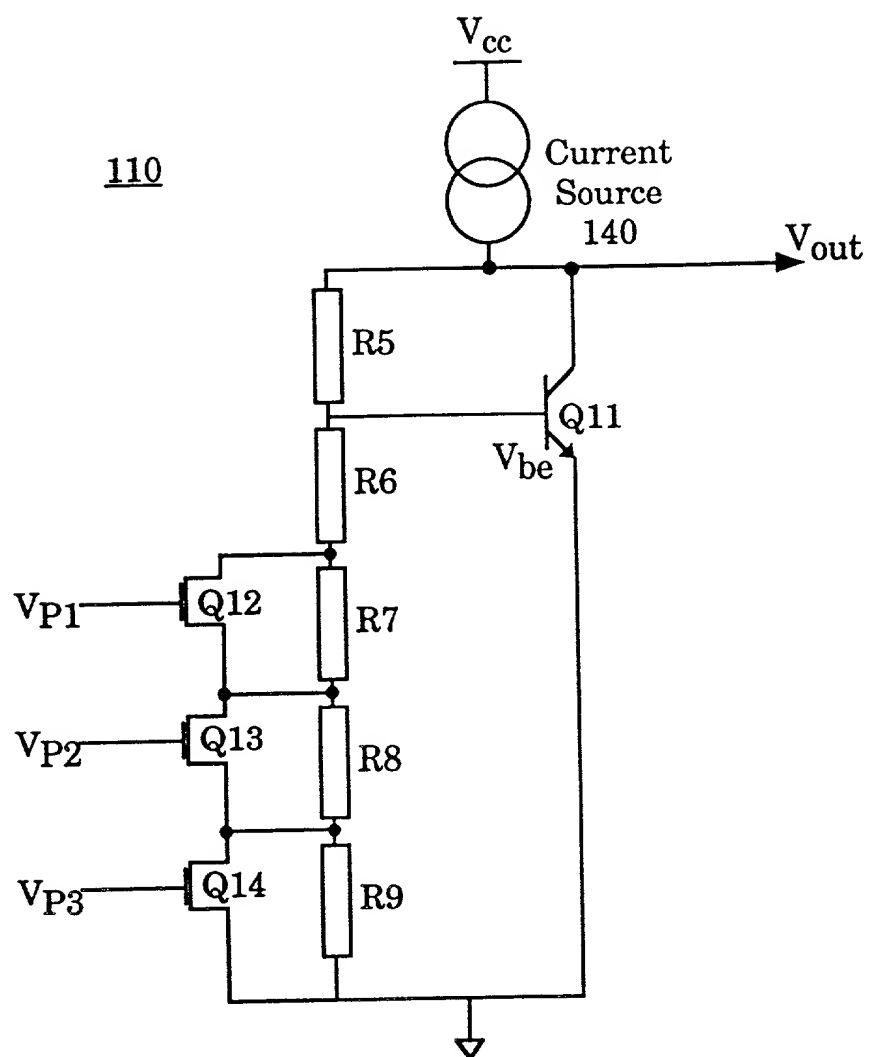 Vcc
110
Current
Source
140
Vout
R5
Q11
Vbe
R6
VP1
Q12
R7
VP2
Q13
R8
VP3
Q14
R9